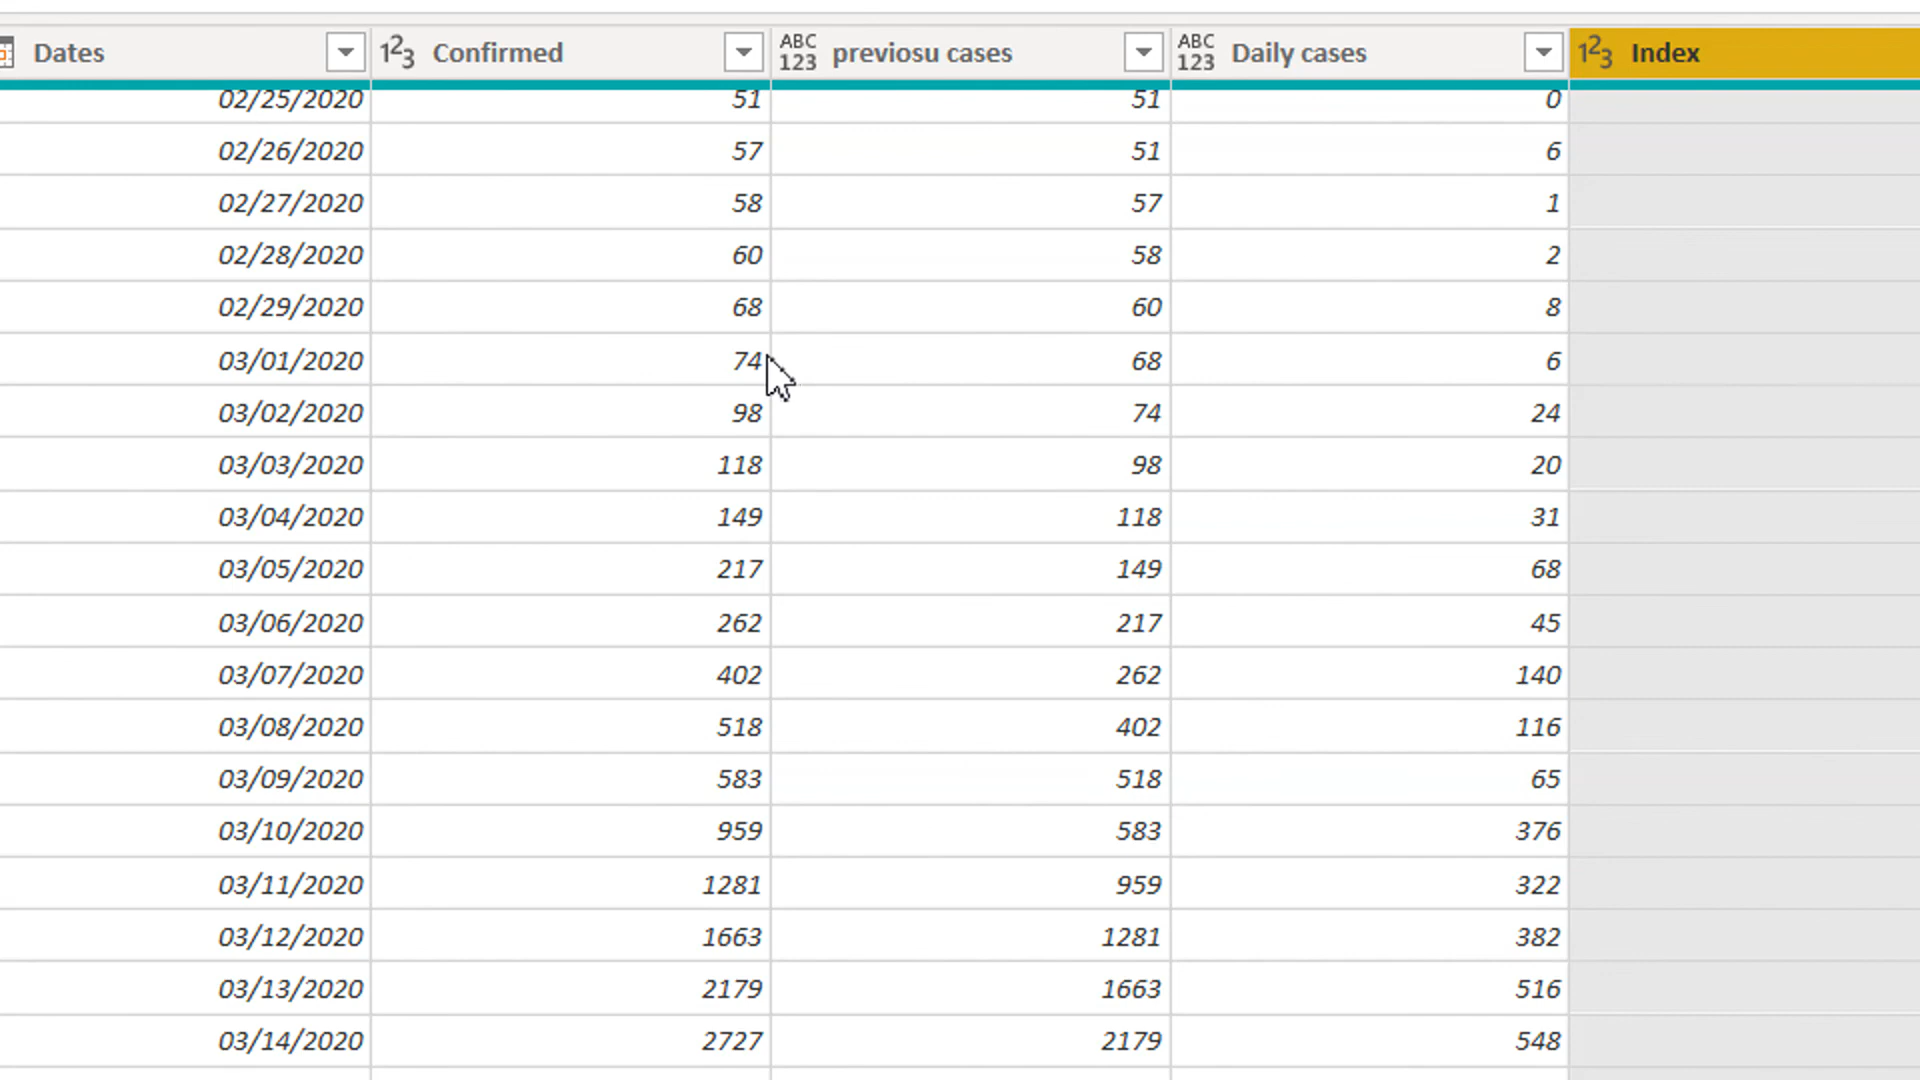 Dates 123 Confirmed ABC 123 previosu cases ABC 123 Daily cases 123 Index
02/25/2020 51 51 0
02/26/2020 57 51 6
02/27/2020 58 57 1
02/28/2020 60 58 2
02/29/2020 68 60 8
03/01/2020 74 68 6
03/02/2020 98 74 24
03/03/2020 118 98 20
03/04/2020 149 118 31
03/05/2020 217 149 68
03/06/2020 262 217 45
03/07/2020 402 262 140
03/08/2020 518 402 116
03/09/2020 583 518 65
03/10/2020 959 583 376
03/11/2020 1281 959 322
03/12/2020 1663 1281 382
03/13/2020 2179 1663 516
03/14/2020 2727 2179 548